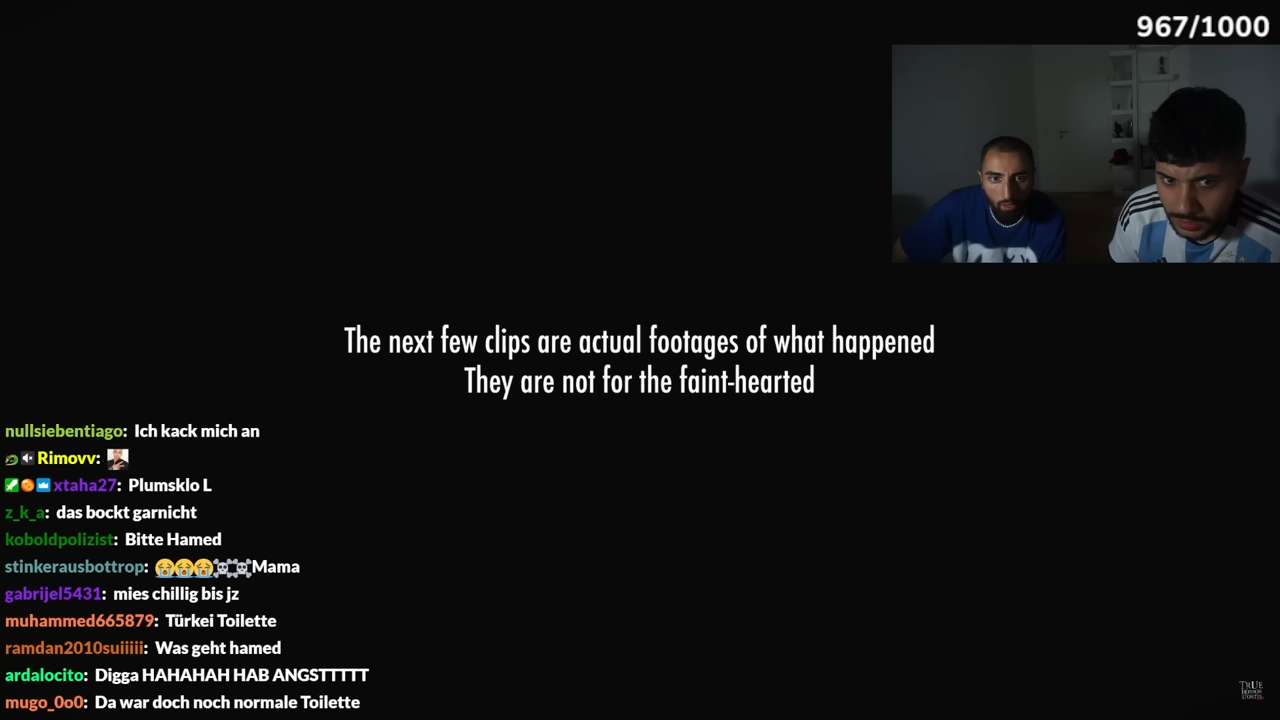 967/1000
The next few clips are actual footages of what happened
They are not for the faint-hearted
nullsiebentiago: Ich kack mich an
Rimovv:
xtaha27: Plumsklo L
z_k_a: das bockt garnicht
koboldpolizist: Bitte Hamed
stinkerausbottrop: 😭😭😭☠☠Mama
gabrijel5431: mies chillig bis jz
muhammed665879: Türkei Toilette
ramdan2010suiiiii: Was geht hamed
ardalocito: Digga HAHAHAH HAB ANGSTTTTT
mugo_0o0: Da war doch noch normale Toilette
TRUE
HORROR
STORIES